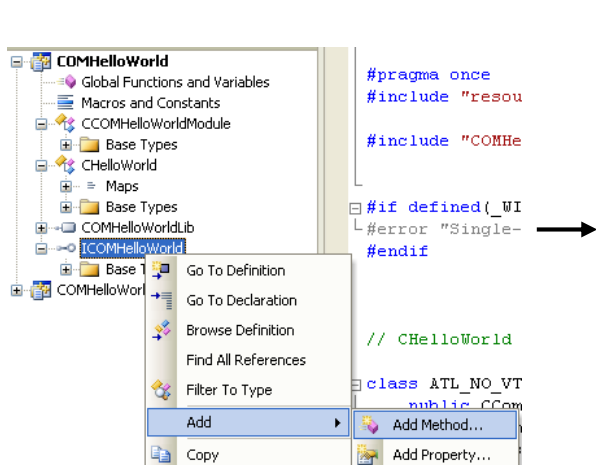 COMHelloWorld
Global Functions and Variables
Macros and Constants
CCOMHelloWorldModule
Base Types
CHelloWorld
Maps
Base Types
COMHelloWorldLib
ICOMHelloWorld
Base T
COMHelloWorl
Go To Definition
Go To Declaration
Browse Definition
Find All References
Filter To Type
Add
Copy
Add Method...
Add Property...
#pragma once
#include "resou
#include "COMHe
#if defined(_WI
#error "Single-
#endif
// CHelloWorld
class ATL_NO_VT
public CCom